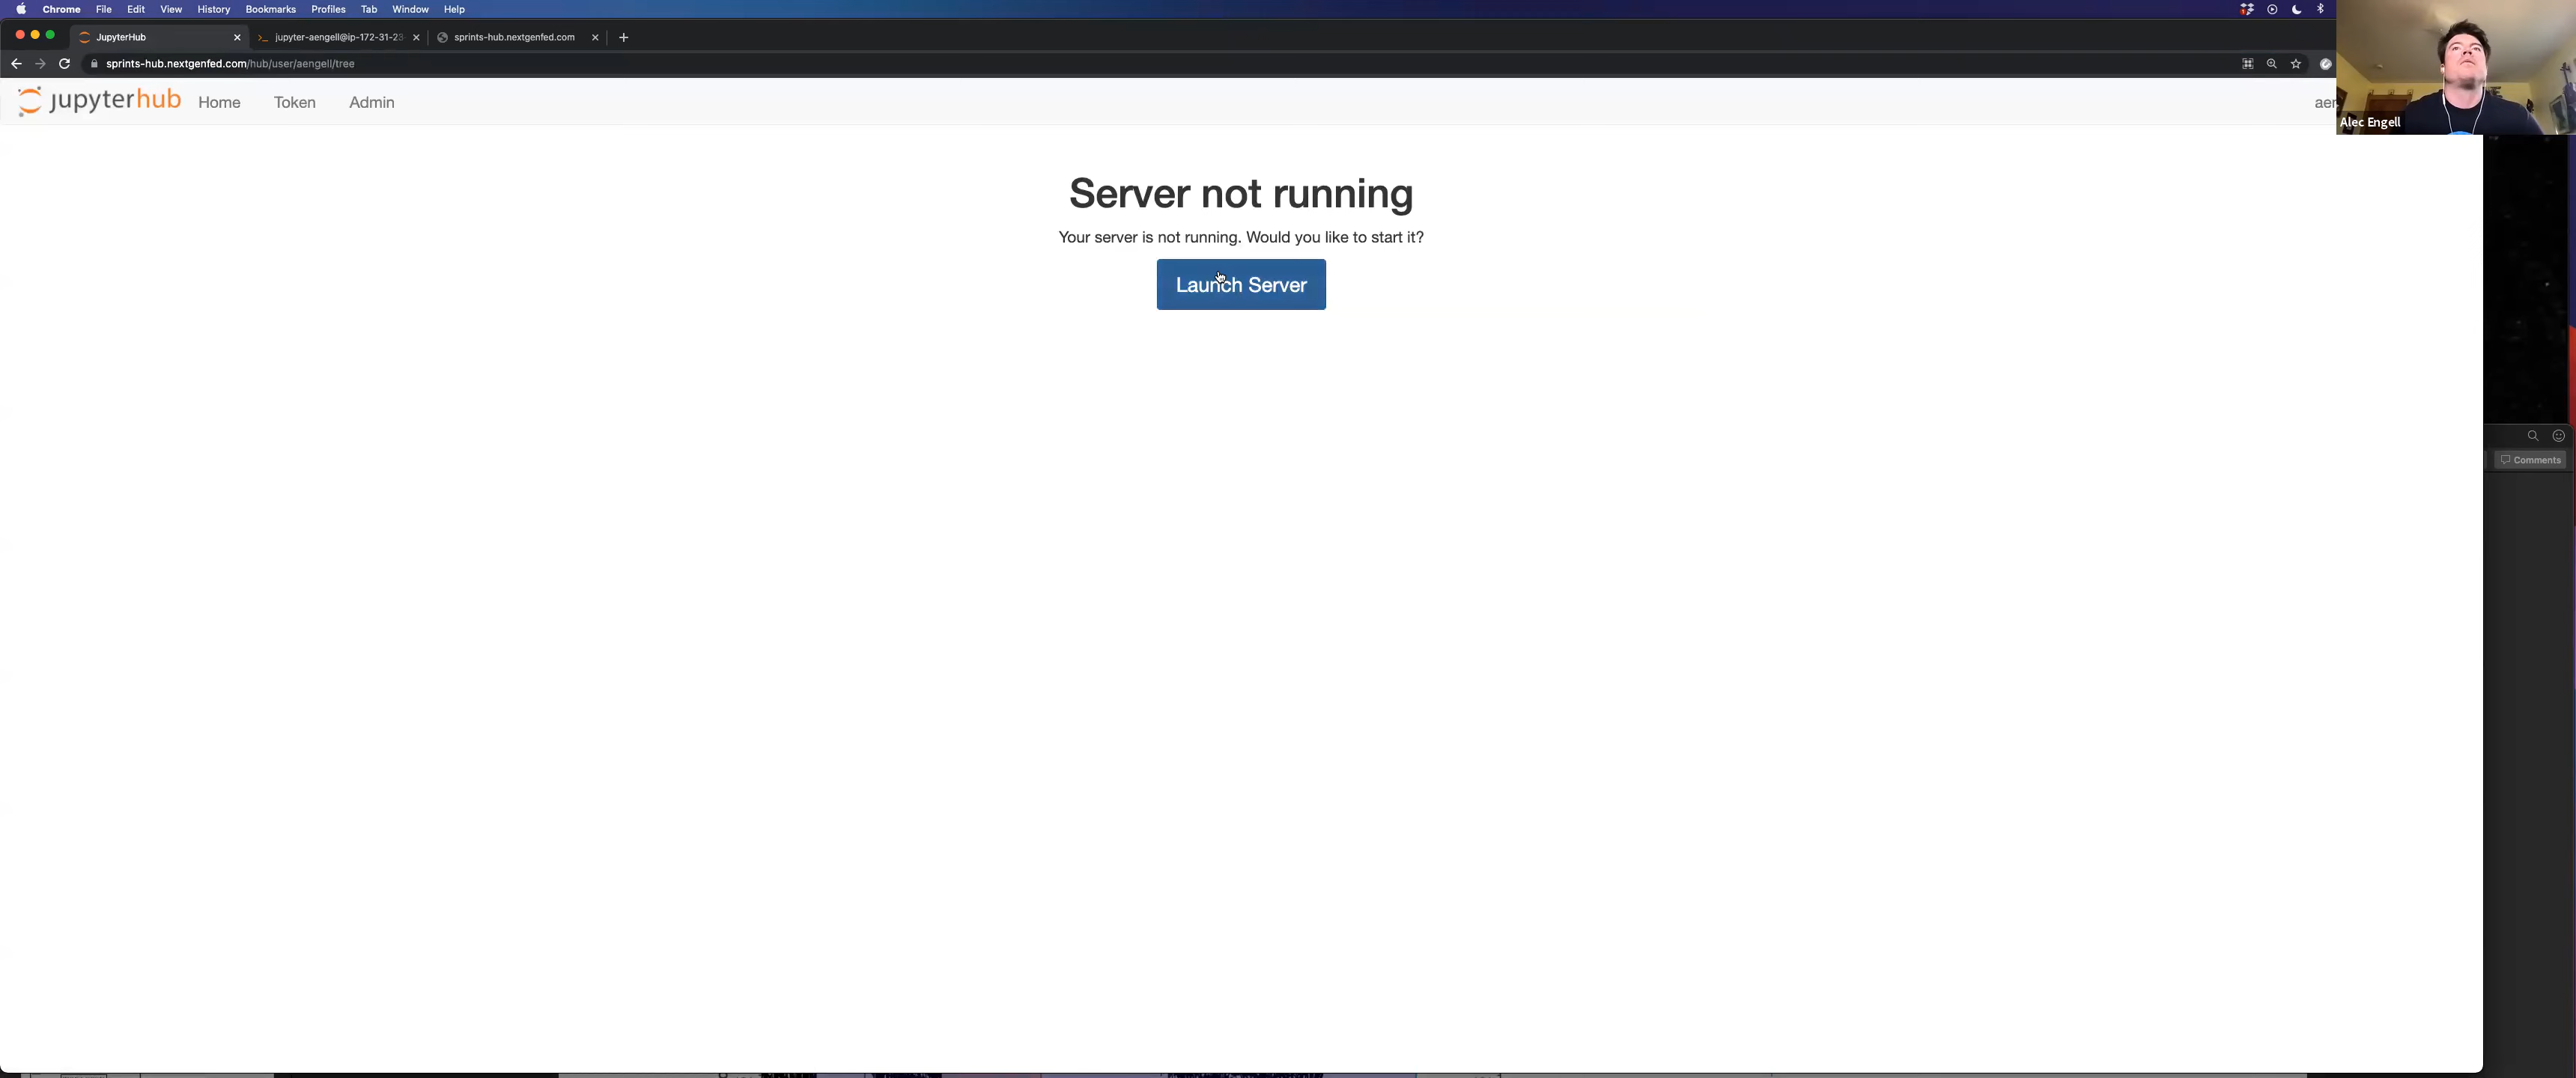 Chrome File Edit View History Bookmarks Profiles Tab Window Help
JupyterHub jupyter-aengell@ip-172-31-23 sprints-hub.nextgenfed.com
sprints-hub.nextgenfed.com/hub/user/aengell/tree
jupyterhub Home Token Admin aen
Alec Engell
Server not running
Your server is not running. Would you like to start it?
Launch Server
Comments